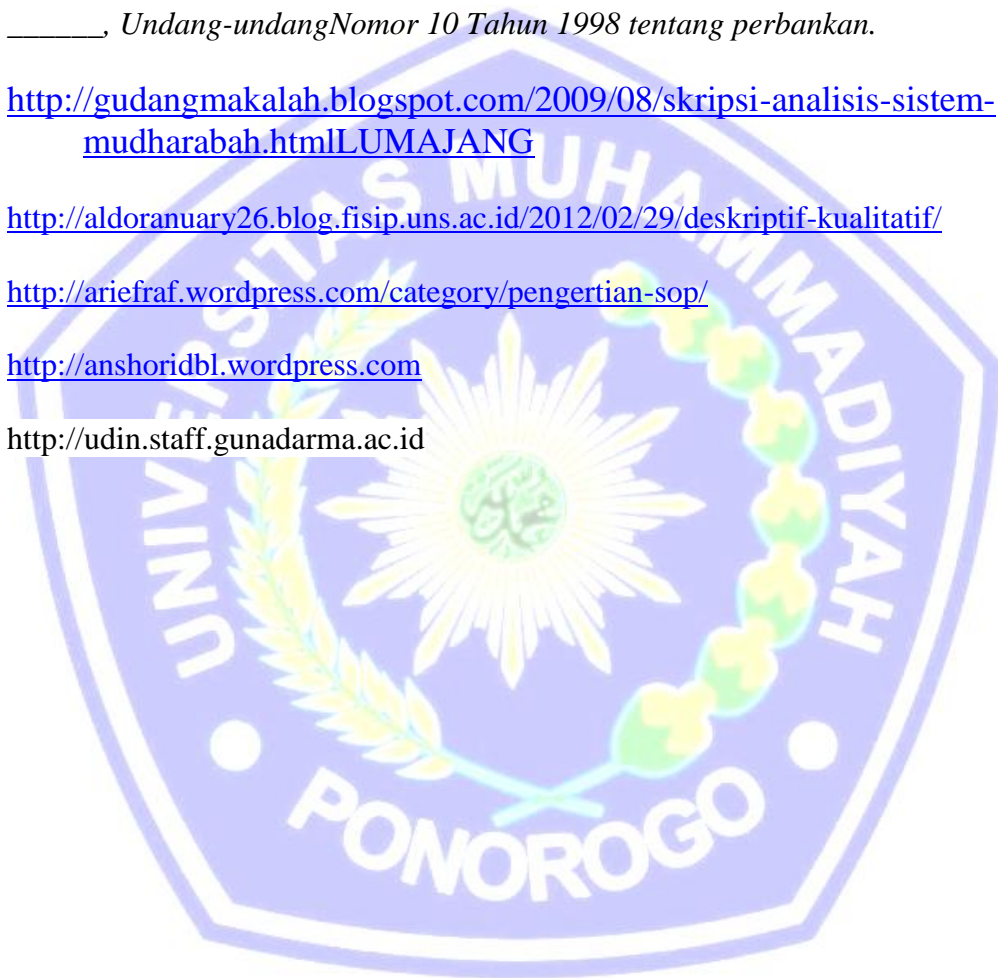 ______, Undang-undangNomor 10 Tahun 1998 tentang perbankan.
http://gudangmakalah.blogspot.com/2009/08/skripsi-analisis-sistem-
mudharabah.htmlLUMAJANG
http://aldoranuary26.blog.fisip.uns.ac.id/2012/02/29/deskriptif-kualitatif/
http://ariefraf.wordpress.com/category/pengertian-sop/
http://anshoridbl.wordpress.com
http://udin.staff.gunadarma.ac.id
UNIVERSITAS MUHAMMADIYAH
PONOROGO